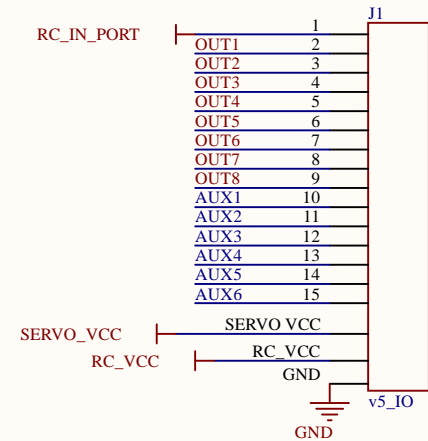 J1
RC_IN_PORT 1
OUT1 2
OUT2 3
OUT3 4
OUT4 5
OUT5 6
OUT6 7
OUT7 8
OUT8 9
AUX1 10
AUX2 11
AUX3 12
AUX4 13
AUX5 14
AUX6 15
SERVO_VCC SERVO VCC
RC_VCC RC_VCC
GND
v5_IO
GND